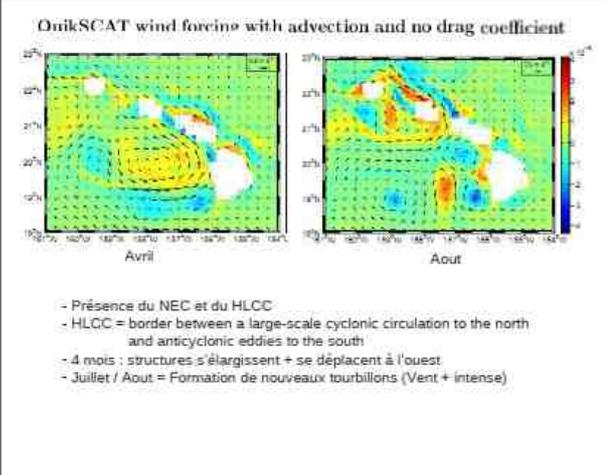 QuikSCAT wind forcing with advection and no drag coefficient
Avril
Aout
- Présence du NEC et du HLCC
- HLCC = border between a large-scale cyclonic circulation to the north
and anticyclonic eddies to the south
- 4 mois : structures s'élargissent + se déplacent à l'ouest
- Juillet / Aout = Formation de nouveaux tourbillons (Vent + intense)